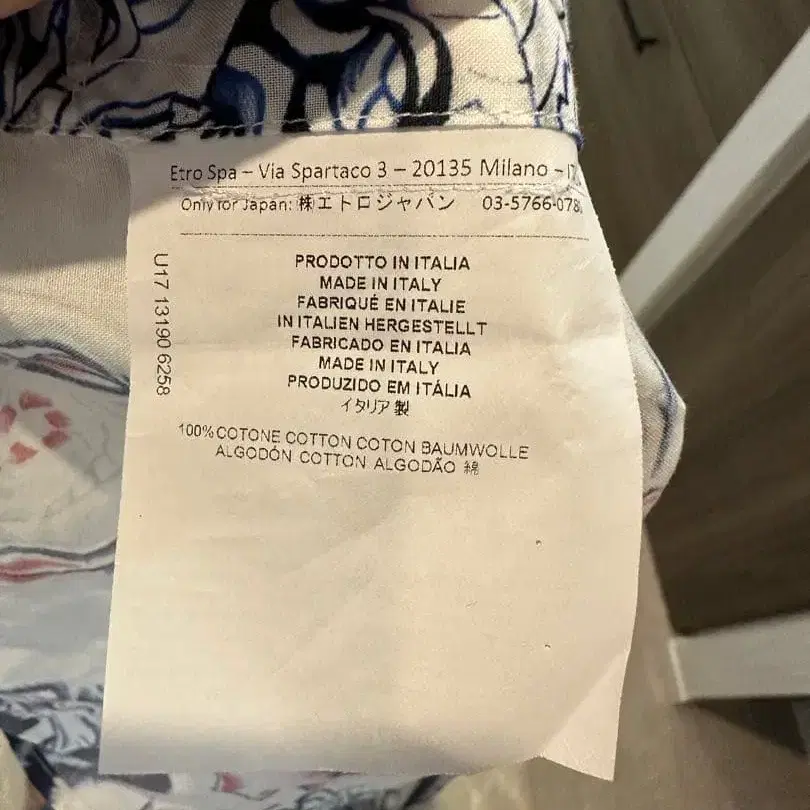 Etro Spa – Via Spartaco 3 – 20135 Milano –
Only for Japan: ㈱エトロジャパン 03-5766-078
PRODOTTO IN ITALIA
MADE IN ITALY
FABRIQUÉ EN ITALIE
IN ITALIEN HERGESTELLT
FABRICADO EN ITALIA
MADE IN ITALY
PRODUZIDO EM ITÁLIA
イタリア製
100% COTONE COTTON COTON BAUMWOLLE
ALGODÓN COTTON ALGODÃO 綿
U17 13190 6258